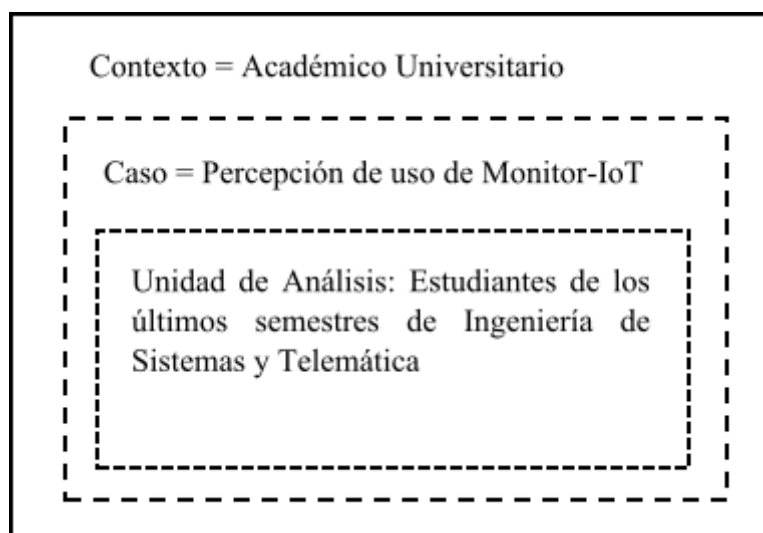 Contexto = Académico Universitario
Caso = Percepción de uso de Monitor-IoT
Unidad de Análisis: Estudiantes de los
últimos semestres de Ingeniería de
Sistemas y Telemática